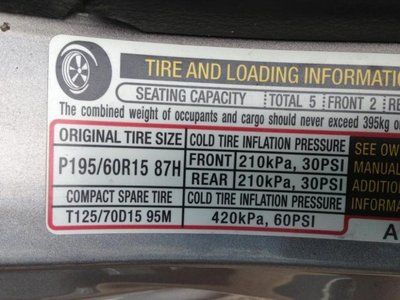 TIRE AND LOADING INFORMATION
SEATING CAPACITY TOTAL 5 FRONT 2
The combined weight of occupants and cargo should never exceed 395kg
ORIGINAL TIRE SIZE COLD TIRE INFLATION PRESSURE
P195/60R15 87H FRONT 210kPa, 30PSI
REAR 210kPa, 30PSI
COMPACT SPARE TIRE COLD TIRE INFLATION PRESSURE
T125/70D15 95M 420kPa, 60PSI
SEE OW
MANUAL
ADDITION
INFORMA